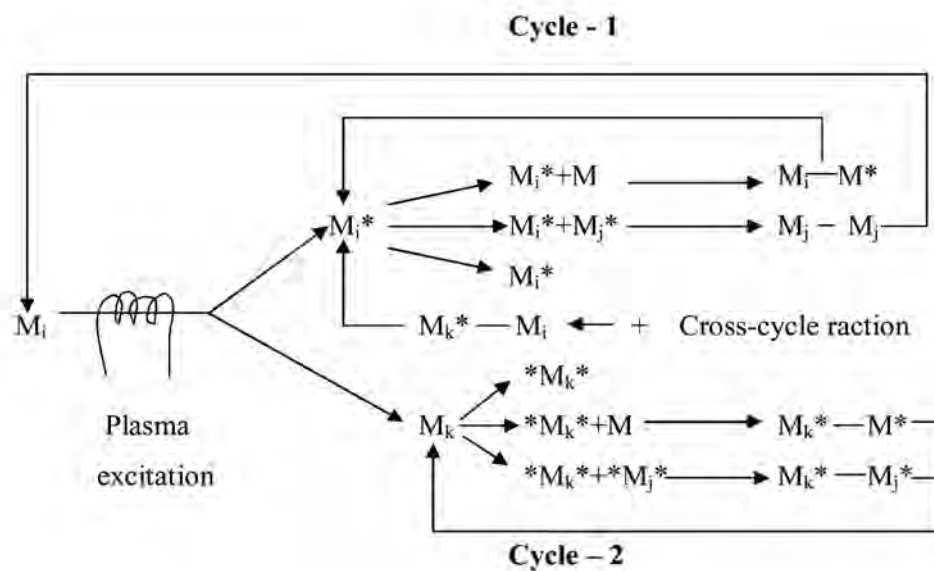 Cycle - 1
Mᵢ*+M Mᵢ—M*
Mᵢ* Mᵢ*+Mⱼ* Mⱼ – Mⱼ
Mᵢ*
Mᵢ Mₖ* — Mᵢ + Cross-cycle raction
*Mₖ*
Plasma Mₖ *Mₖ*+M Mₖ* —M*
excitation *Mₖ*+*Mⱼ* Mₖ* —Mⱼ*
Cycle – 2